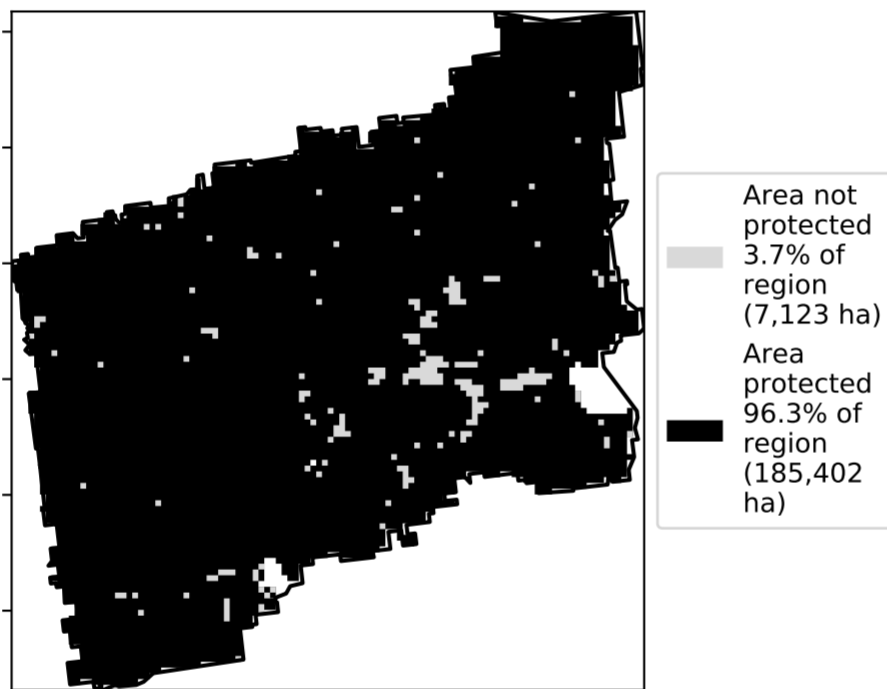 Area not
protected
3.7% of
region
(7,123 ha)
Area
protected
96.3% of
region
(185,402
ha)